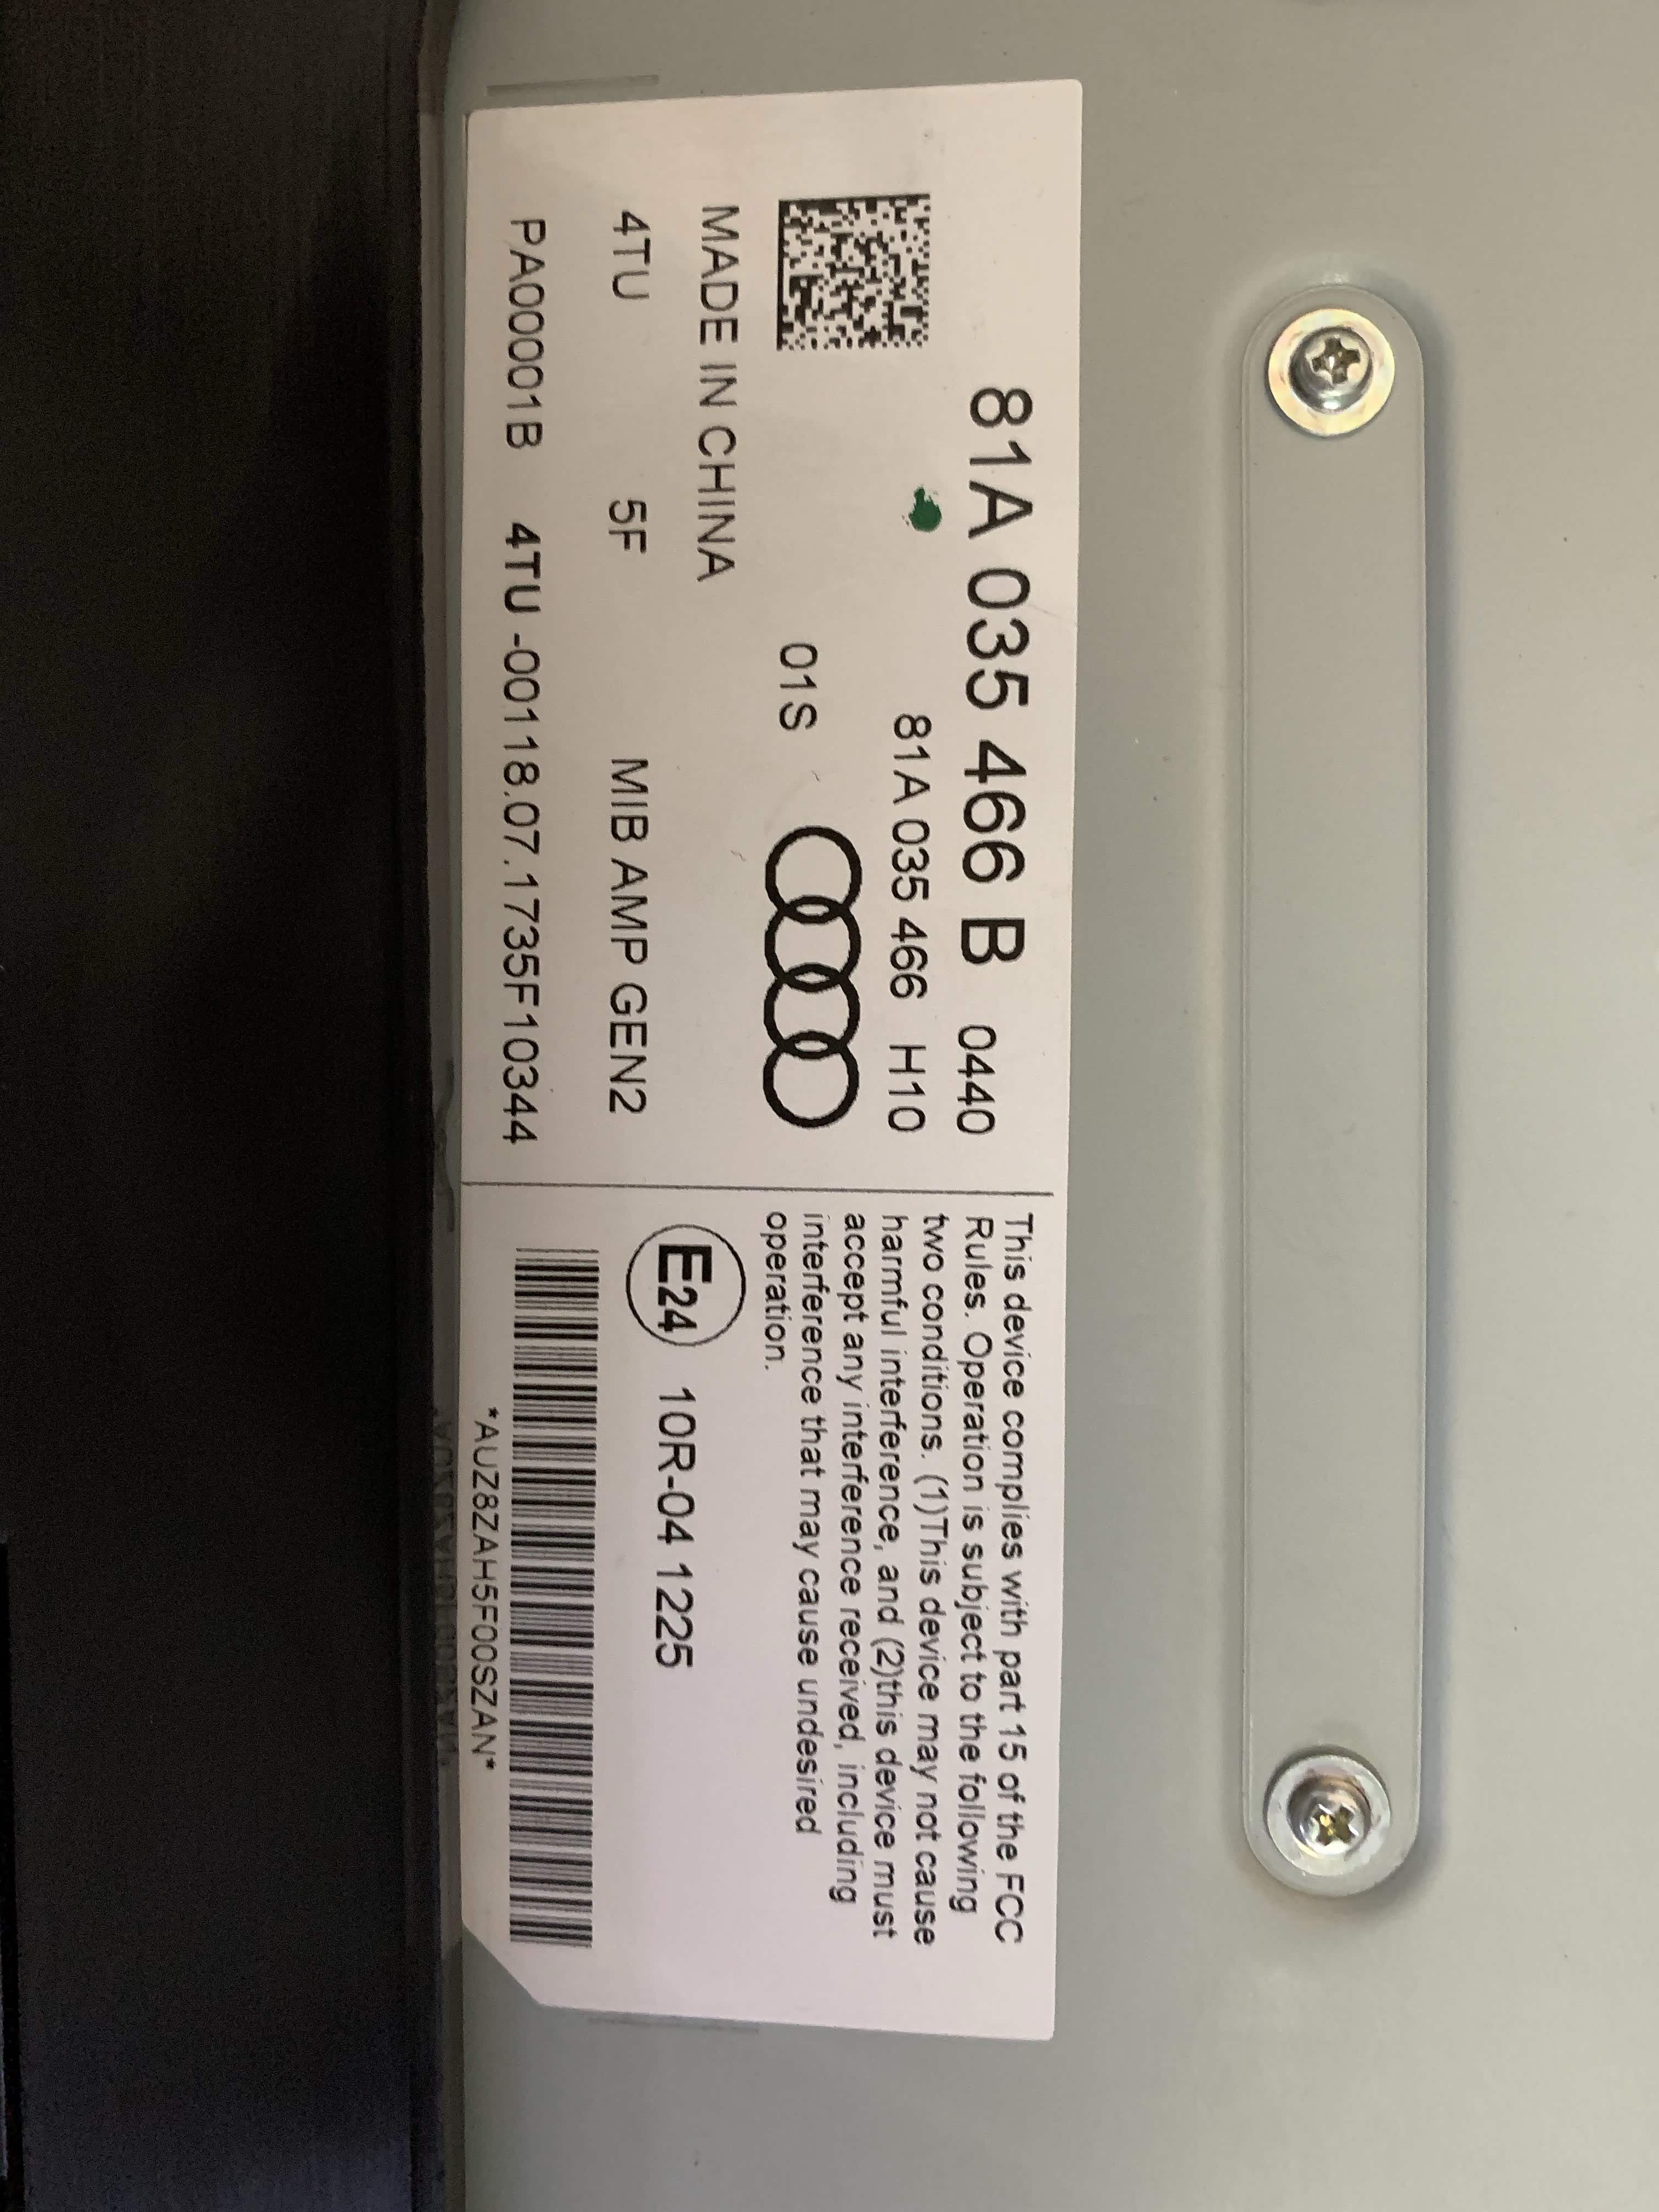 81A 035 466 B 0440
81A 035 466 H10
01S
MADE IN CHINA
4TU 5F MIB AMP GEN2
PA00001B 4TU -00118.07.1735F10344
This device complies with part 15 of the FCC
Rules. Operation is subject to the following
two conditions. (1)This device may not cause
harmful interference, and (2)this device must
accept any interference received, including
interference that may cause undesired
operation.
E24 10R-04 1225
*AUZ8ZAH5F00SZAN*